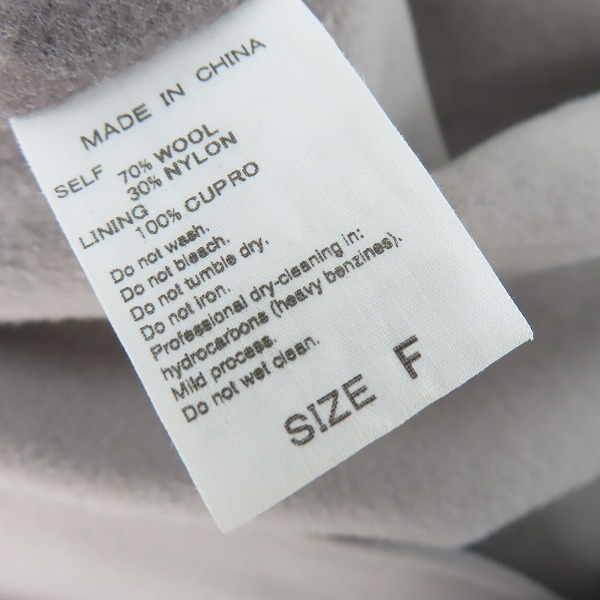 MADE IN CHINA
SELF 70% WOOL
30% NYLON
LINING
100% CUPRO
Do not wash.
Do not bleach.
Do not tumble dry.
Do not iron.
Professional dry-cleaning in:
hydrocarbons (heavy benzines).
Mild process.
Do not wet clean.
SIZE F